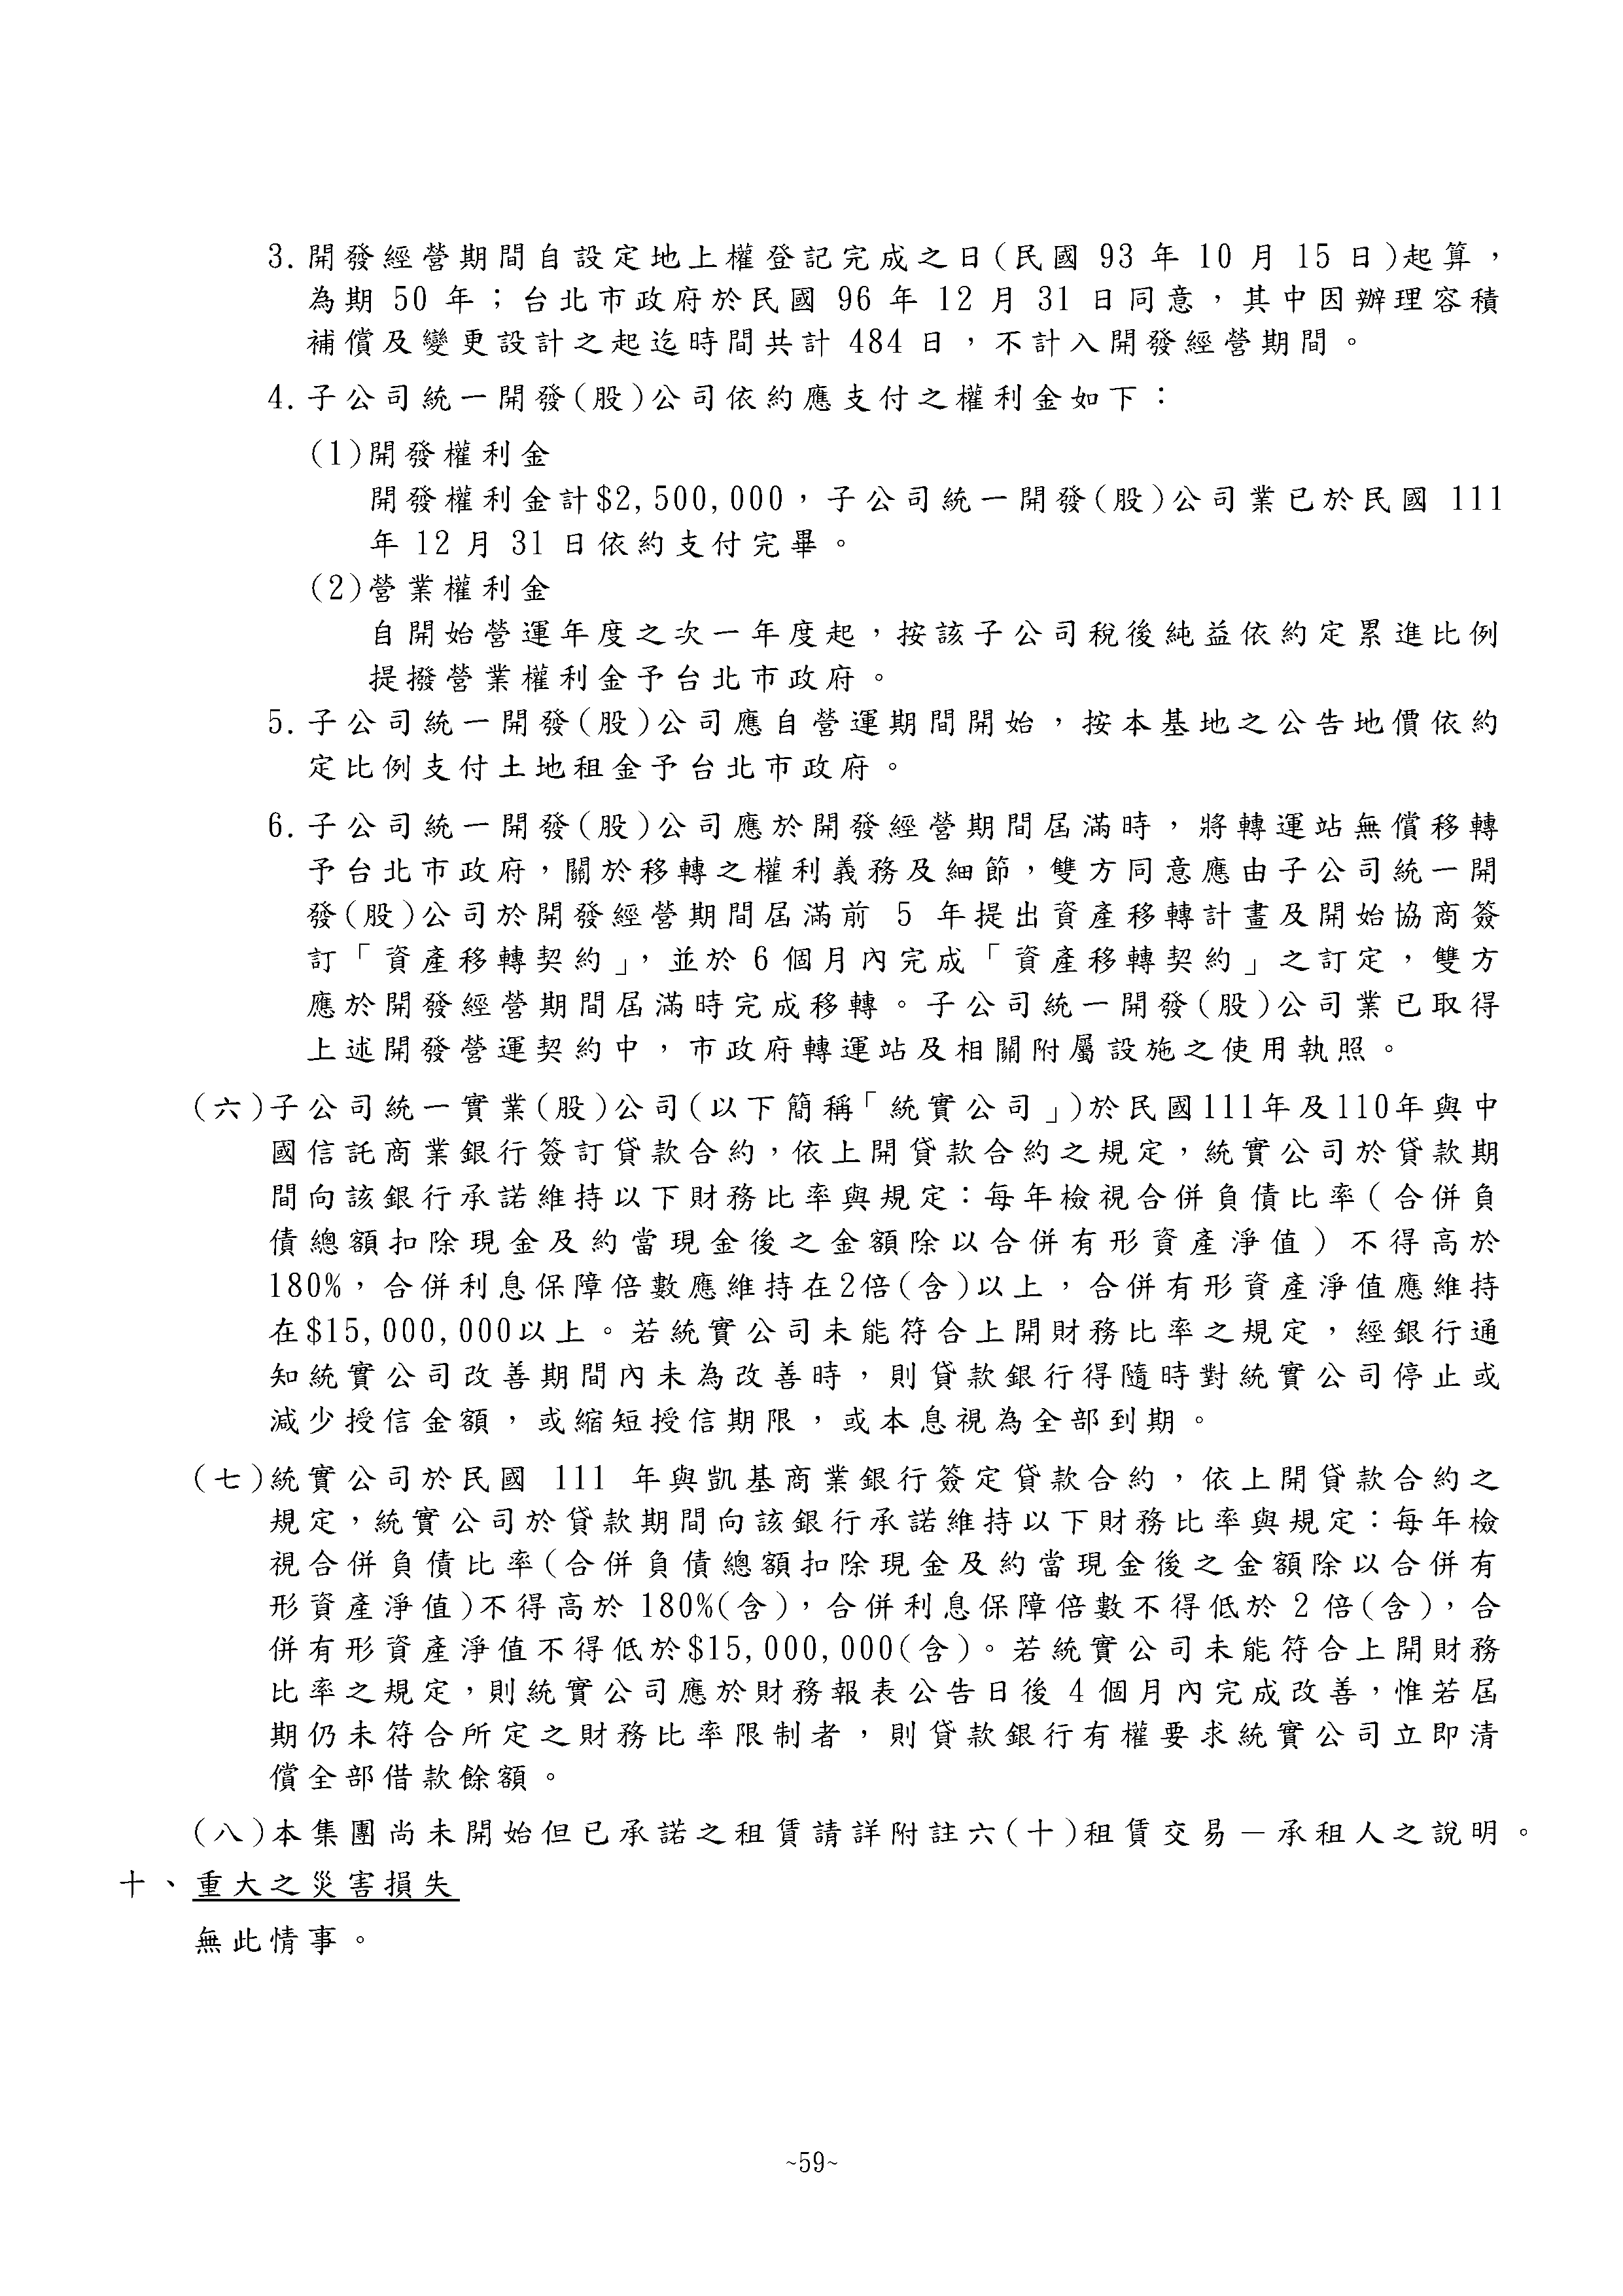 3. 開發經營期間自設定地上權登記完成之日(民國 93 年 10 月 15 日)起算，
為期 50 年；台北市政府於民國 96 年 12 月 31 日同意，其中因辦理容積
補償及變更設計之起迄時間共計 484 日，不計入開發經營期間。
4. 子公司統一開發(股)公司依約應支付之權利金如下：
(1)開發權利金
開發權利金計$2,500,000，子公司統一開發(股)公司業已於民國 111
年 12 月 31 日依約支付完畢。
(2)營業權利金
自開始營運年度之次一年度起，按該子公司稅後純益依約定累進比例
提撥營業權利金予台北市政府。
5. 子公司統一開發(股)公司應自營運期間開始，按本基地之公告地價依約
定比例支付土地租金予台北市政府。
6. 子公司統一開發(股)公司應於開發經營期間屆滿時，將轉運站無償移轉
予台北市政府，關於移轉之權利義務及細節，雙方同意應由子公司統一開
發(股)公司於開發經營期間屆滿前 5 年提出資產移轉計畫及開始協商簽
訂「資產移轉契約」，並於 6 個月內完成「資產移轉契約」之訂定，雙方
應於開發經營期間屆滿時完成移轉。子公司統一開發(股)公司業已取得
上述開發營運契約中，市政府轉運站及相關附屬設施之使用執照。
(六)子公司統一實業(股)公司(以下簡稱「統實公司」)於民國111年及110年與中
國信託商業銀行簽訂貸款合約，依上開貸款合約之規定，統實公司於貸款期
間向該銀行承諾維持以下財務比率與規定：每年檢視合併負債比率(合併負
債總額扣除現金及約當現金後之金額除以合併有形資產淨值) 不得高於
180%，合併利息保障倍數應維持在2倍(含)以上，合併有形資產淨值應維持
在$15,000,000以上。若統實公司未能符合上開財務比率之規定，經銀行通
知統實公司改善期間內未為改善時，則貸款銀行得隨時對統實公司停止或
減少授信金額，或縮短授信期限，或本息視為全部到期。
(七)統實公司於民國 111 年與凱基商業銀行簽定貸款合約，依上開貸款合約之
規定，統實公司於貸款期間向該銀行承諾維持以下財務比率與規定：每年檢
視合併負債比率(合併負債總額扣除現金及約當現金後之金額除以合併有
形資產淨值)不得高於 180%(含)，合併利息保障倍數不得低於 2 倍(含)，合
併有形資產淨值不得低於$15,000,000(含)。若統實公司未能符合上開財務
比率之規定，則統實公司應於財務報表公告日後 4 個月內完成改善，惟若屆
期仍未符合所定之財務比率限制者，則貸款銀行有權要求統實公司立即清
償全部借款餘額。
(八)本集團尚未開始但已承諾之租賃請詳附註六(十)租賃交易－承租人之說明。
十、重大之災害損失
無此情事。
~59~